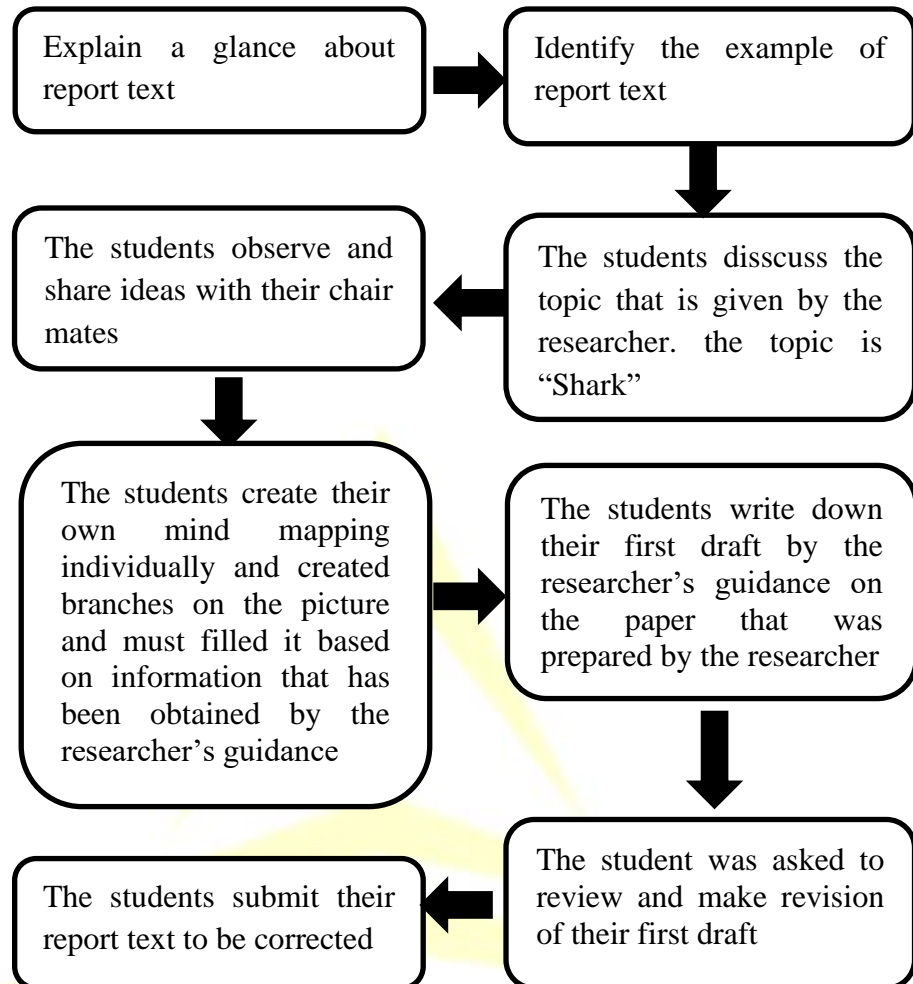 Explain a glance about
report text
Identify the example of
report text
The students disscuss the
topic that is given by the
researcher. the topic is
“Shark”
The students observe and
share ideas with their chair
mates
The students create their
own mind mapping
individually and created
branches on the picture
and must filled it based
on information that has
been obtained by the
researcher’s guidance
The students write down
their first draft by the
researcher’s guidance on
the paper that was
prepared by the researcher
The student was asked to
review and make revision
of their first draft
The students submit their
report text to be corrected